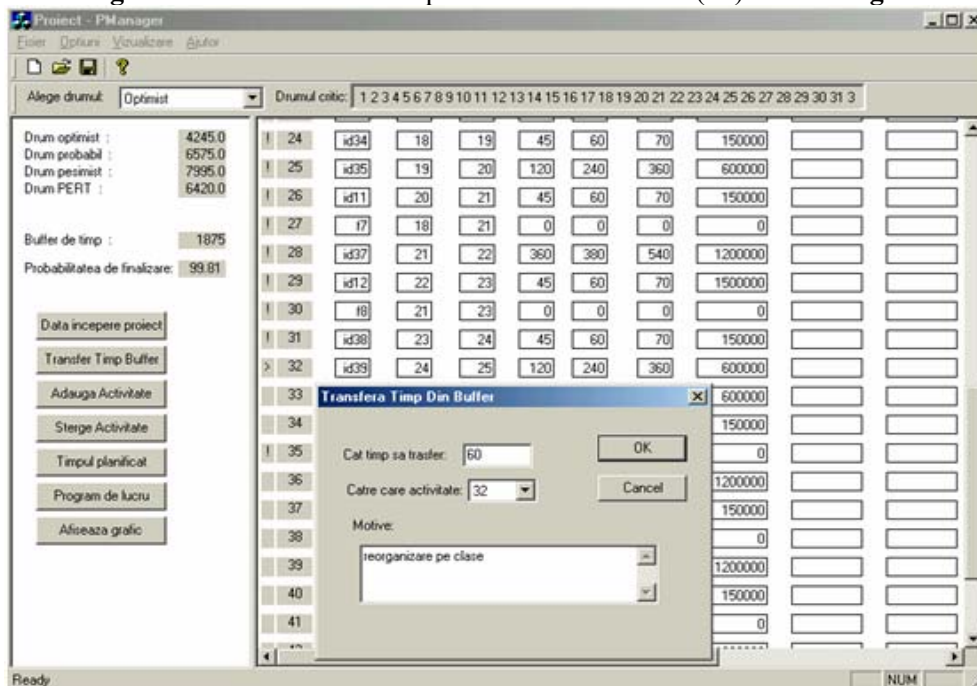 Proiect - PManager
Fisier Optiuni Vizualizare Ajutor
Alege drumul: Optimist Drumul critic: 1 2 3 4 5 6 7 8 9 10 11 12 13 14 15 16 17 18 19 20 21 22 23 24 25 26 27 28 29 30 31 3
Drum optimist : 4245.0
Drum probabil : 6575.0
Drum pesimist : 7995.0
Drum PERT : 6420.0
Buffer de timp : 1875
Probabilitatea de finalizare: 99.81
Data incepere proiect
Transfer Timp Buffer
Adauga Activitate
Sterge Activitate
Timpul planificat
Program de lucru
Afiseaza grafic
! 24 id34 18 19 45 60 70 150000
! 25 id35 19 20 120 240 360 600000
! 26 id11 20 21 45 60 70 150000
! 27 f7 18 21 0 0 0 0
! 28 id37 21 22 360 380 540 1200000
! 29 id12 22 23 45 60 70 1500000
! 30 f8 21 23 0 0 0 0
! 31 id38 23 24 45 60 70 150000
> 32 id39 24 25 120 240 360 600000
33 600000
34 150000
! 35 0
36 1200000
37 150000
38 0
39 1200000
40 150000
41 0
Transfera Timp Din Buffer
Cat timp sa trasfer: 60
OK
Catre care activitate: 32
Cancel
Motive:
reorganizare pe clase
Ready NUM